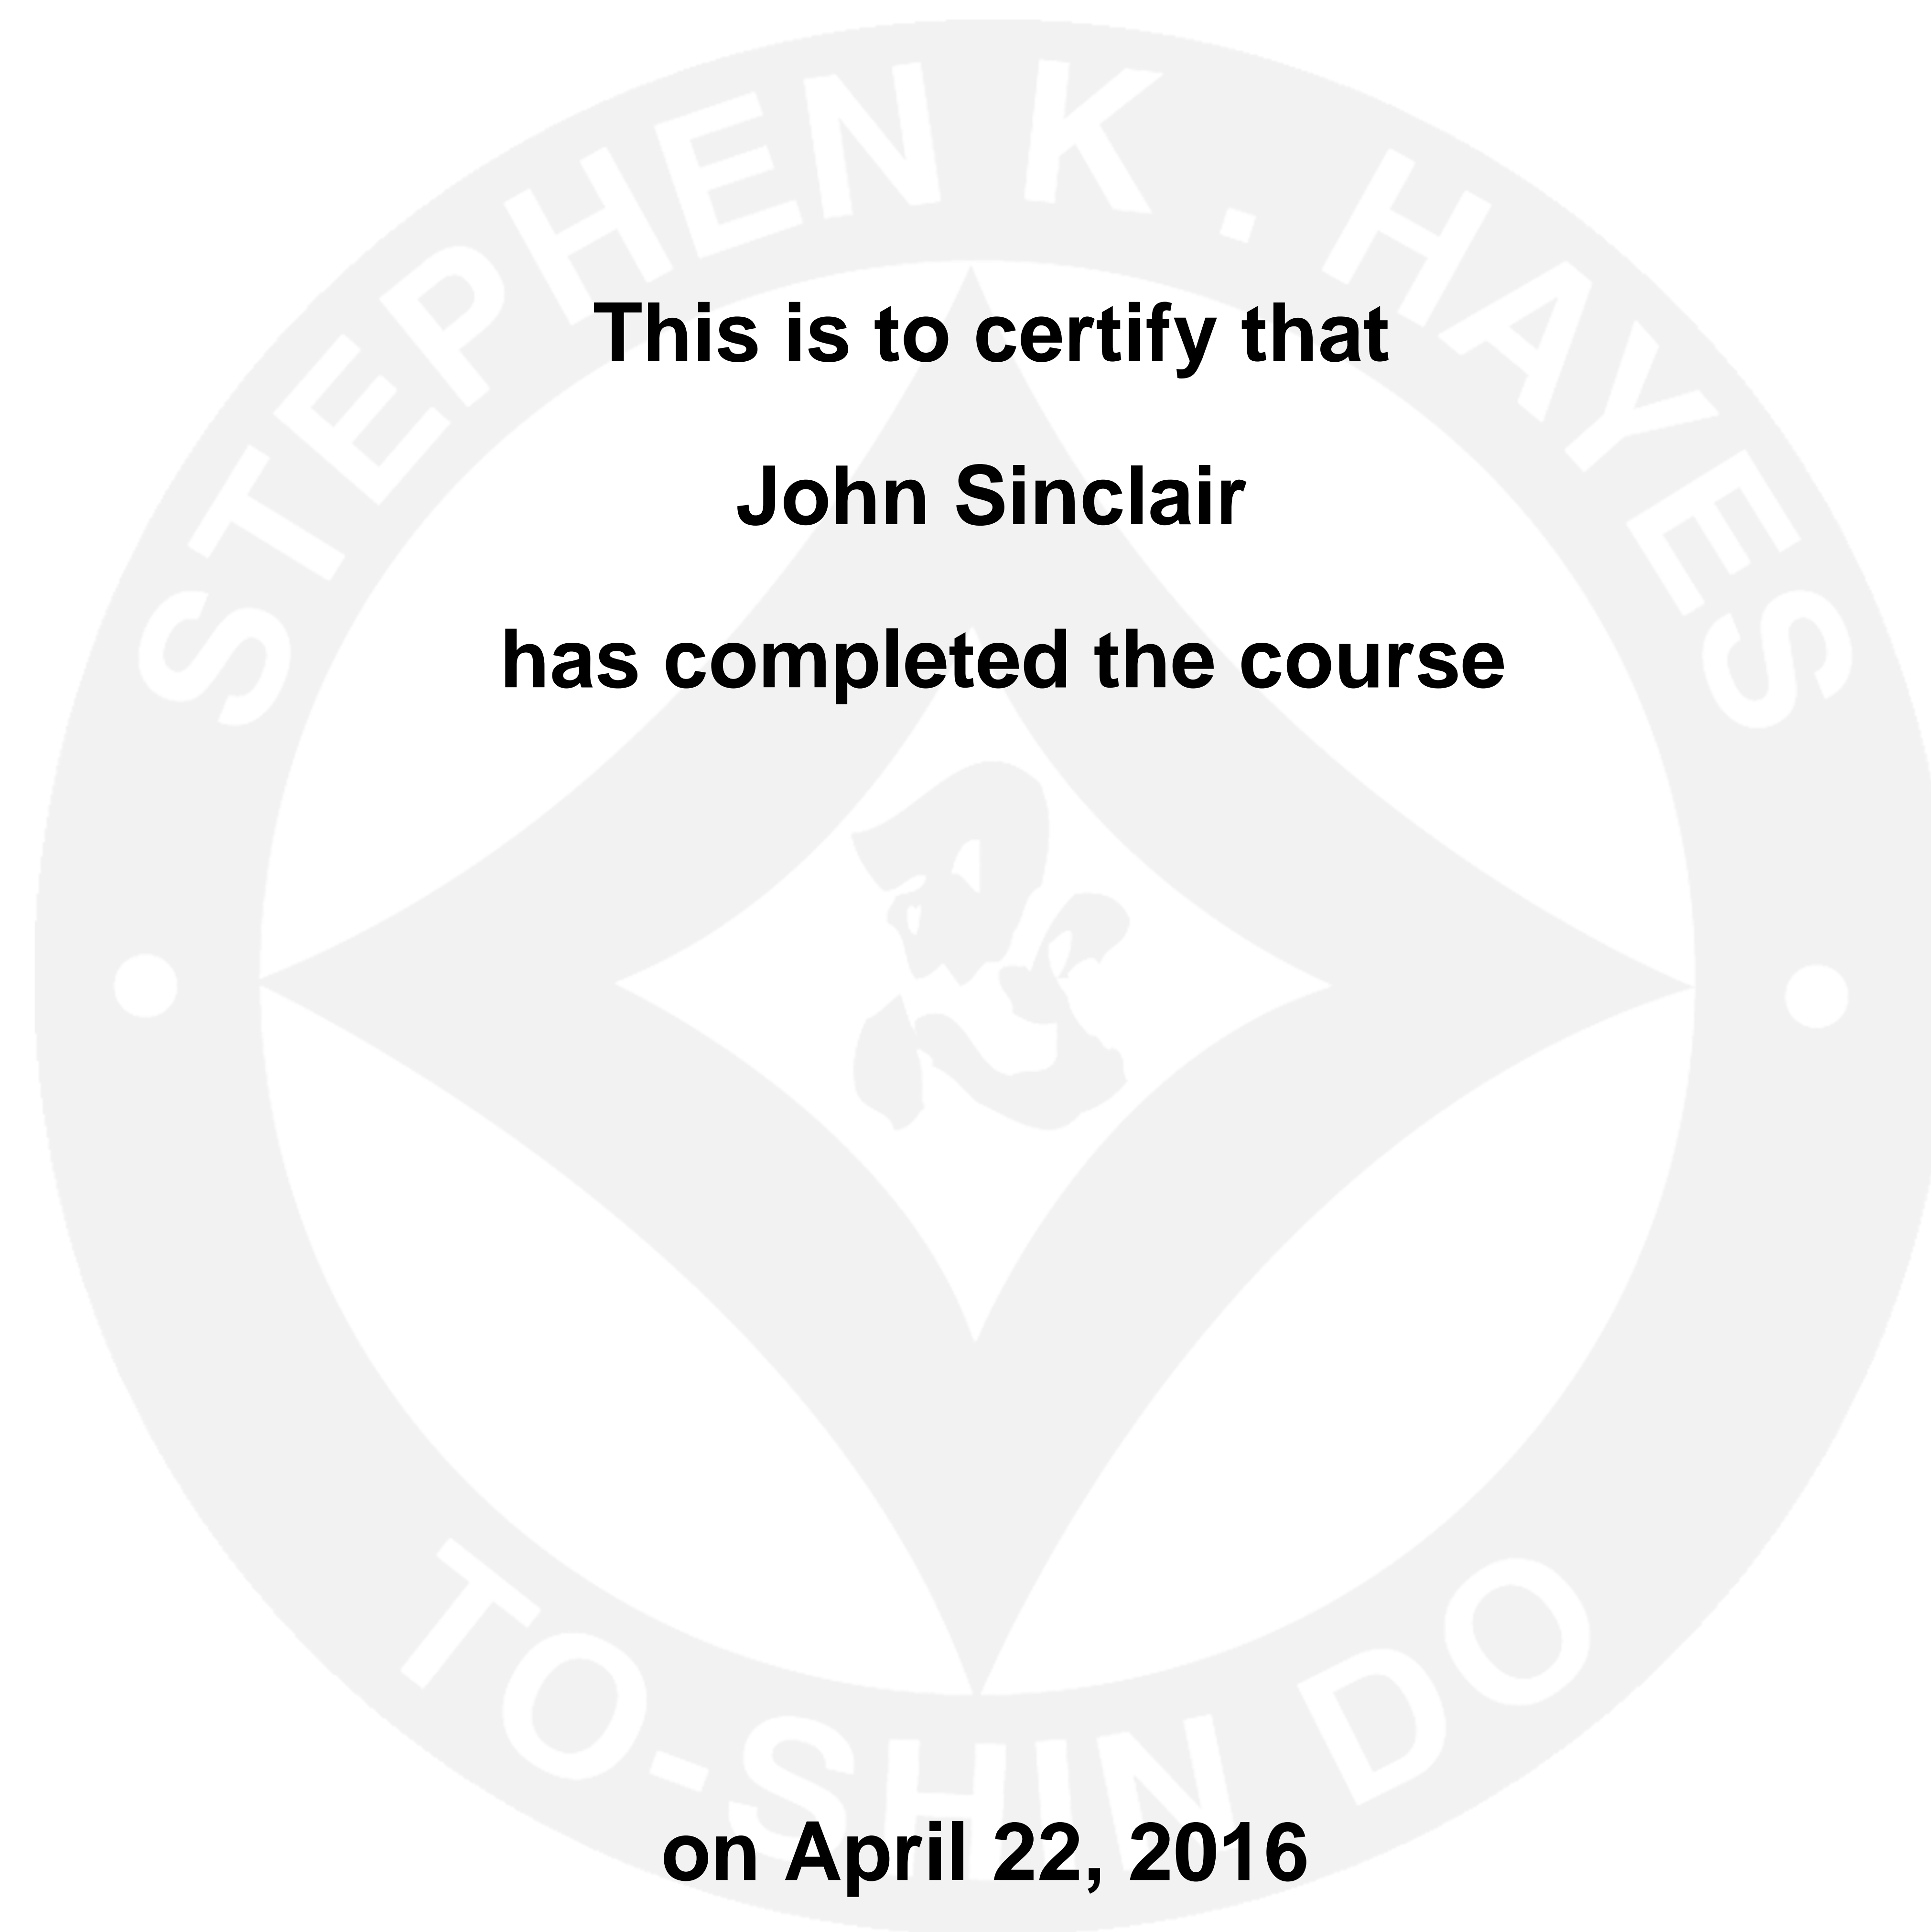 STEPHEN K. HAYES
This is to certify that
John Sinclair
has completed the course
忍
TO-SHIN DO
on April 22, 2016